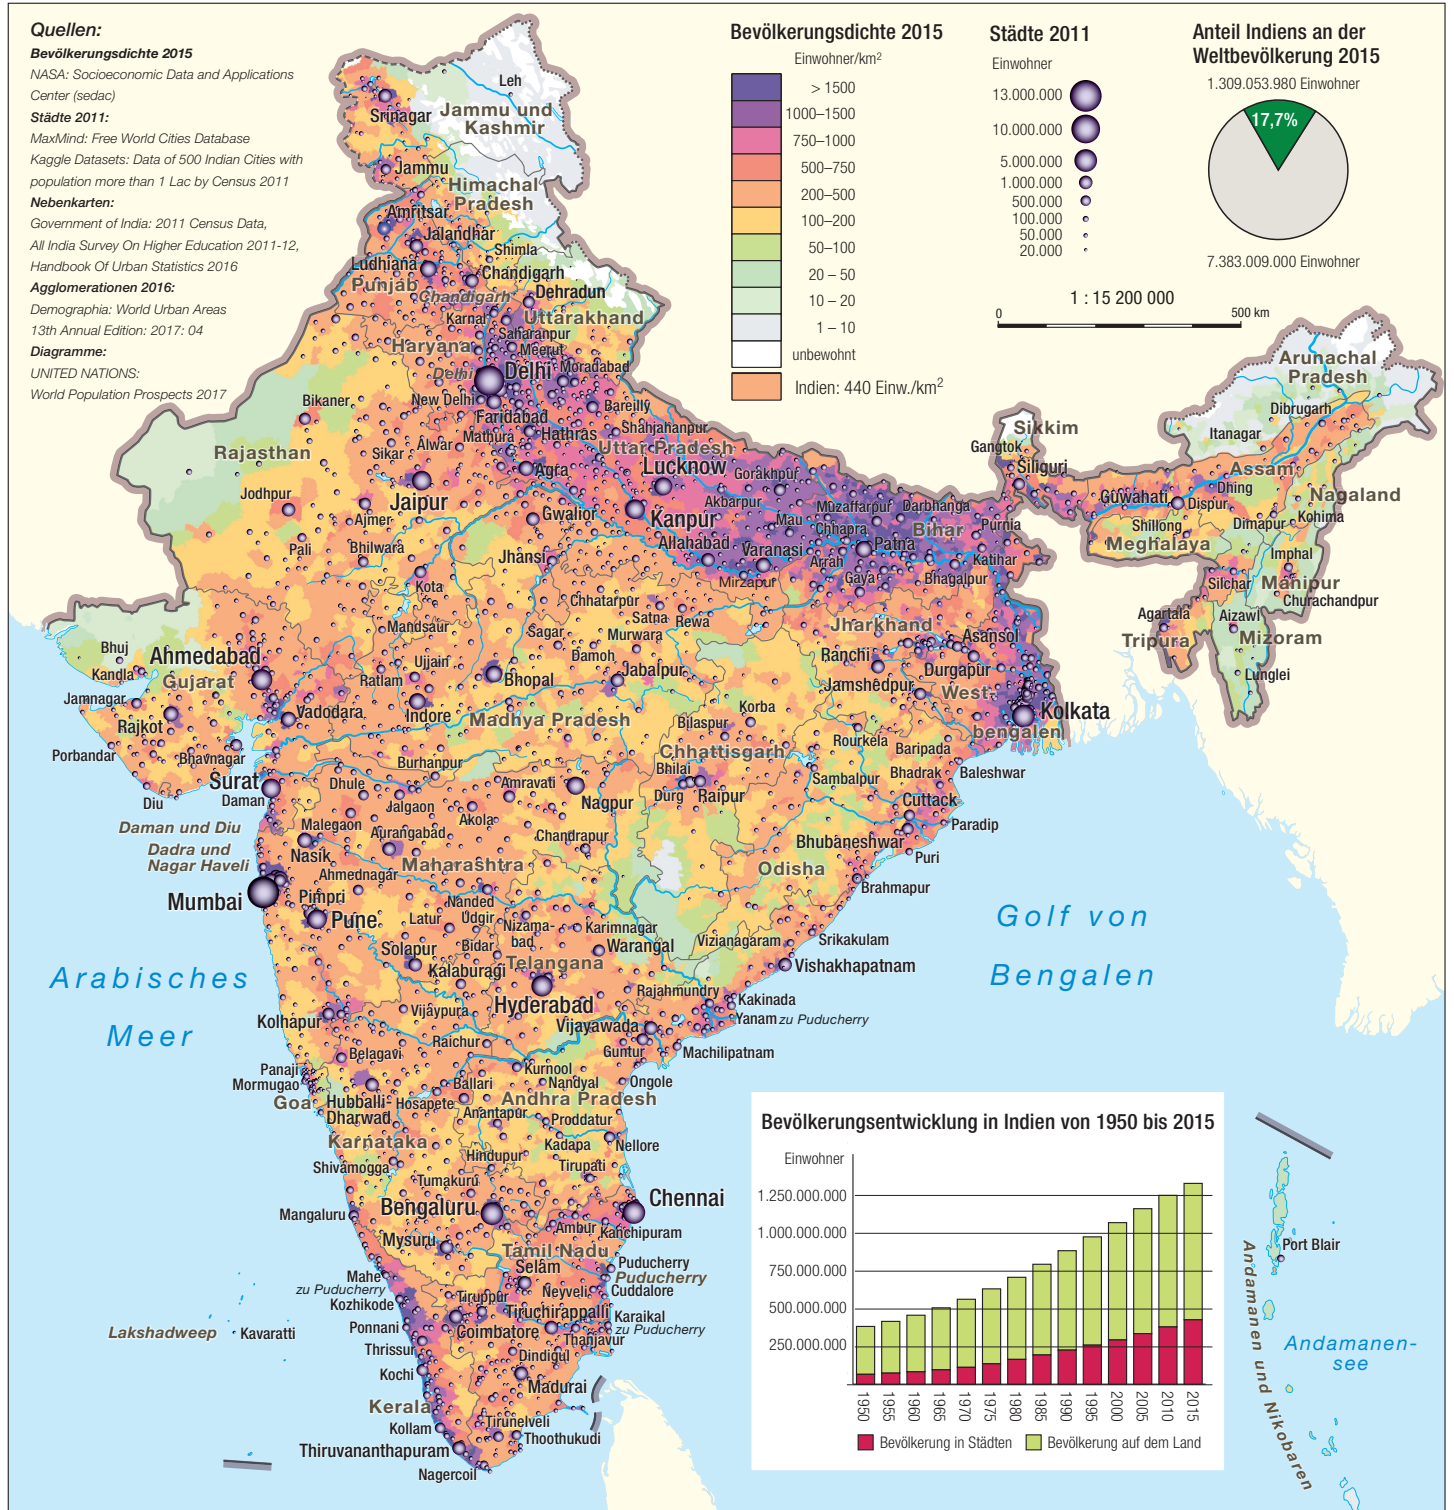 Quellen:
Bevölkerungsdichte 2015
NASA: Socioeconomic Data and Applications
Center (sedac)
Städte 2011:
MaxMind: Free World Cities Database
Kaggle Datasets: Data of 500 Indian Cities with
population more than 1 Lac by Census 2011
Nebenkarten:
Government of India: 2011 Census Data,
All India Survey On Higher Education 2011-12,
Handbook Of Urban Statistics 2016
Agglomerationen 2016:
Demographia: World Urban Areas
13th Annual Edition: 2017: 04
Diagramme:
UNITED NATIONS:
World Population Prospects 2017
Bevölkerungsdichte 2015
Einwohner/km²
> 1500
1000–1500
750–1000
500–750
200–500
100–200
50–100
20 – 50
10 – 20
1 – 10
unbewohnt
Indien: 440 Einw./km²
Städte 2011
Einwohner
13.000.000
10.000.000
5.000.000
1.000.000
500.000
100.000
50.000
20.000
Anteil Indiens an der
Weltbevölkerung 2015
1.309.053.980 Einwohner
17,7%
7.383.009.000 Einwohner
1 : 15 200 000
0
500 km
Leh
Srinagar
Jammu und
Kashmir
Jammu
Himachal
Pradesh
Amritsar
Jalandhar
Shimla
Ludhiana
Chandigarh
Punjab
Chandigarh
Dehradun
Karnal
Uttarakhand
Saharanpur
Haryana
Meerut
Delhi
Delhi
Moradabad
New Delhi
Bareilly
Bikaner
Faridabad
Shahjahanpur
Mathura
Hathras
Alwar
Sikar
Uttar Pradesh
Rajasthan
Agra
Lucknow
Gorakhpur
Jaipur
Akbarpur
Jodhpur
Gwalior
Kanpur
Mau
Muzaffarpur
Darbhanga
Chhapra
Bihar
Purnia
Ajmer
Allahabad
Varanasi
Patna
Pali
Bhilwara
Jhansi
Arrah
Katihar
Kota
Mirzapur
Gaya
Bhagalpur
Sikkim
Gangtok
Siliguri
Arunachal
Pradesh
Dibrugarh
Itanagar
Assam
Guwahati
Dhing
Dispur
Nagaland
Shillong
Dimapur
Kohima
Meghalaya
Imphal
Silchar
Manipur
Churachandpur
Agartala
Aizawl
Tripura
Mizoram
Lunglei
Chhatarpur
Satna
Rewa
Mandsaur
Sagar
Murwara
Jharkhand
Asansol
Damoh
Ranchi
Durgapur
Bhuj
Ahmedabad
Ujjain
Jabalpur
Kandla
Gujarat
Ratlam
Bhopal
Jamshedpur
West-
bengalen
Kolkata
Jamnagar
Korba
Rajkot
Vadodara
Indore
Madhya Pradesh
Bilaspur
Rourkela
Baripada
Porbandar
Bhavnagar
Burhanpur
Chhattisgarh
Bhilai
Sambalpur
Bhadrak
Baleshwar
Surat
Dhule
Amravati
Durg
Raipur
Diu
Daman
Jalgaon
Nagpur
Cuttack
Daman und Diu
Malegaon
Akola
Paradip
Dadra und
Nagar Haveli
Aurangabad
Chandrapur
Bhubaneshwar
Nasik
Maharashtra
Odisha
Puri
Ahmednagar
Brahmapur
Mumbai
Pimpri
Nanded
Pune
Latur
Udgir
Nizama-
bad
Karimnagar
Srikakulam
Solapur
Bidar
Warangal
Vizianagaram
Kalaburagi
Telangana
Vishakhapatnam
Hyderabad
Rajahmundry
Kakinada
Kolhapur
Vijaypura
Yanam zu Puducherry
Vijayawada
Raichur
Belagavi
Guntur
Machilipatnam
Panaji
Mormugao
Kurnool
Ballari
Nandyal
Ongole
Goa
Hubballi-
Dharwad
Hosapete
Andhra Pradesh
Anantapur
Proddatur
Karnataka
Kadapa
Nellore
Shivamogga
Hindupur
Tirupati
Tumakuru
Mangaluru
Bengaluru
Chennai
Ambur
Kanchipuram
Mysuru
Tamil Nadu
Selam
Puducherry
Puducherry
Mahe
zu Puducherry
Neyveli
Cuddalore
Kozhikode
Tiruppur
Tiruchirappalli
Karaikal
zu Puducherry
Ponnani
Coimbatore
Thanjavur
Thrissur
Dindigul
Kochi
Madurai
Kerala
Kollam
Tirunelveli
Thoothukudi
Thiruvananthapuram
Nagercoil
Lakshadweep
Kavaratti
Arabisches
Meer
Golf von
Bengalen
Port Blair
Andamanen-
see
Andamanen und Nikobaren
Bevölkerungsentwicklung in Indien von 1950 bis 2015
Einwohner
1.250.000.000
1.000.000.000
750.000.000
500.000.000
250.000.000
1950
1955
1960
1965
1970
1975
1980
1985
1990
1995
2000
2005
2010
2015
Bevölkerung in Städten
Bevölkerung auf dem Land